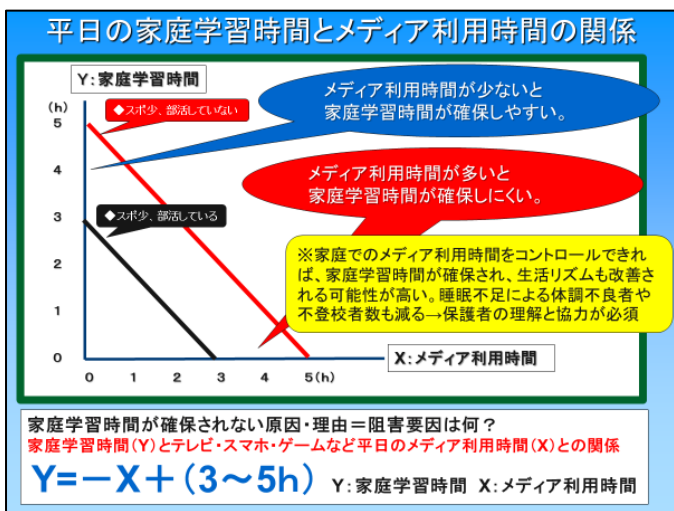 平日の家庭学習時間とメディア利用時間の関係
Y:家庭学習時間
(h)
5
4
3
2
1
0
◆スポ少、部活していない
◆スポ少、部活している
メディア利用時間が少ないと
家庭学習時間が確保しやすい。
メディア利用時間が多いと
家庭学習時間が確保しにくい。
※家庭でのメディア利用時間をコントロールできれ
ば、家庭学習時間が確保され、生活リズムも改善さ
れる可能性が高い。睡眠不足による体調不良者や
不登校者数も減る→保護者の理解と協力が必須
0 1 2 3 4 5(h)
X:メディア利用時間
家庭学習時間が確保されない原因・理由=阻害要因は何?
家庭学習時間(Y)とテレビ・スマホ・ゲームなど平日のメディア利用時間(X)との関係
Y=-X+(3~5h) Y:家庭学習時間 X:メディア利用時間